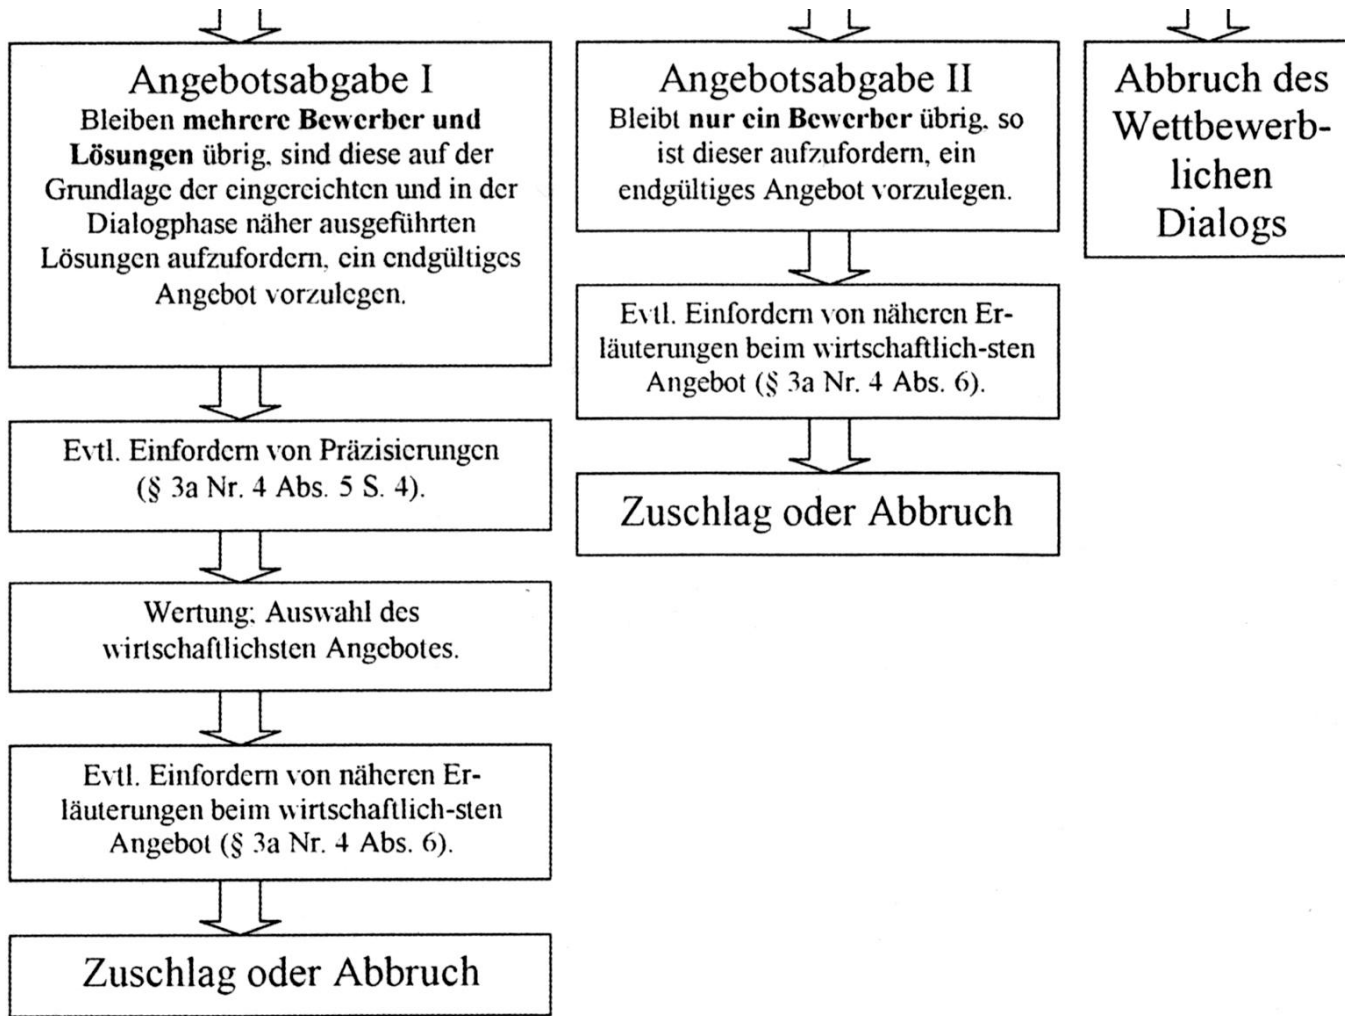 Angebotsabgabe I
Bleiben mehrere Bewerber und
Lösungen übrig, sind diese auf der
Grundlage der eingereichten und in der
Dialogphase näher ausgeführten
Lösungen aufzufordern, ein endgültiges
Angebot vorzulegen.
Evtl. Einfordern von Präzisierungen
(§ 3a Nr. 4 Abs. 5 S. 4).
Wertung: Auswahl des
wirtschaftlichsten Angebotes.
Evtl. Einfordern von näheren Er-
läuterungen beim wirtschaftlich-sten
Angebot (§ 3a Nr. 4 Abs. 6).
Zuschlag oder Abbruch
Angebotsabgabe II
Bleibt nur ein Bewerber übrig, so
ist dieser aufzufordern, ein
endgültiges Angebot vorzulegen.
Evtl. Einfordern von näheren Er-
läuterungen beim wirtschaftlich-sten
Angebot (§ 3a Nr. 4 Abs. 6).
Zuschlag oder Abbruch
Abbruch des
Wettbewerb-
lichen
Dialogs